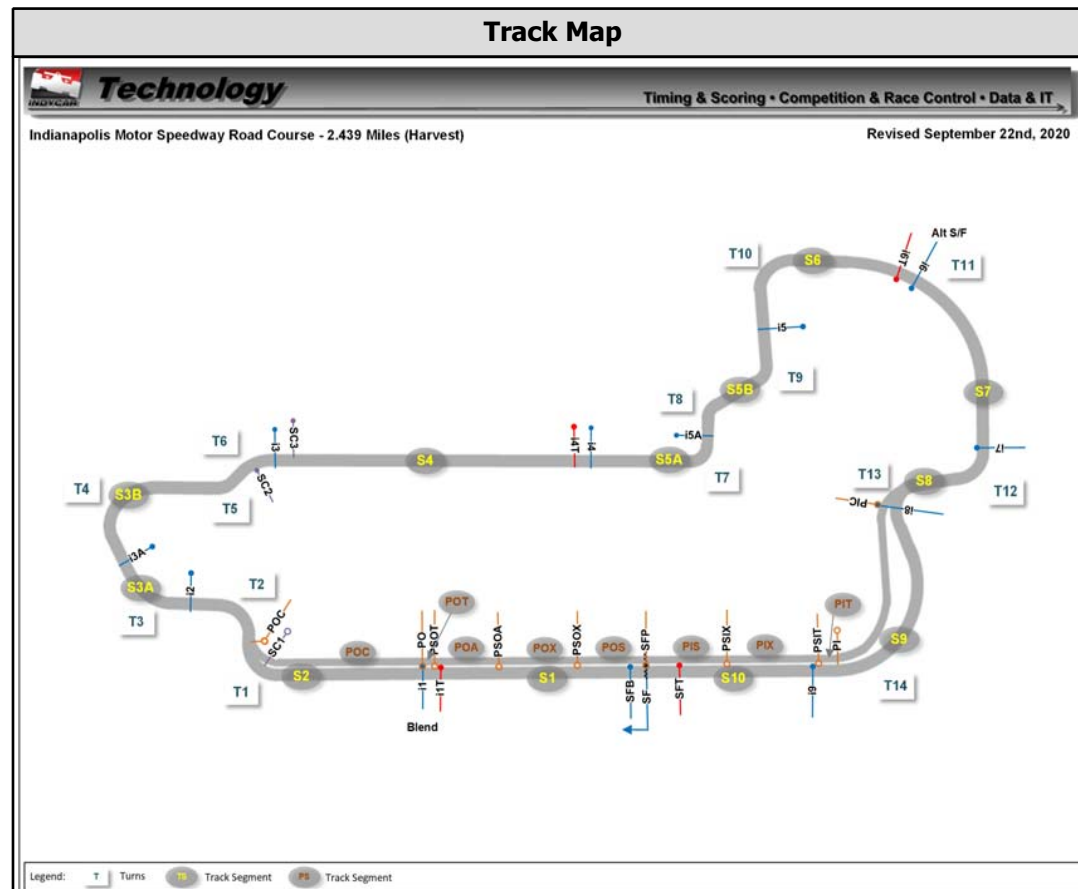 Track Map
INDYCAR Technology
Timing & Scoring • Competition & Race Control • Data & IT
Indianapolis Motor Speedway Road Course - 2.439 Miles (Harvest)
Revised September 22nd, 2020
Alt S/F
i6T
i6
T10
S6
T11
i5
T9
S5B
S7
T8
i5A
T6
i3
SC3
S4
i4T
i4
S5A
T7
i7
T13
S8
T12
T4
S3B
T5
SC2
PIC
i8
i3A
S3A
i2
T2
T3
POC
SC1
POT
PIT
POC
PO
PSOT
POA
PSOA
POX
PSOX
POS
SFP
PIS
PSIX
PIX
PSIT
PI
S9
T1
S2
i1
i1T
S1
SFB
SF
SFT
S10
i9
T14
Blend
Legend:
T
Turns
TS
Track Segment
PS
Track Segment